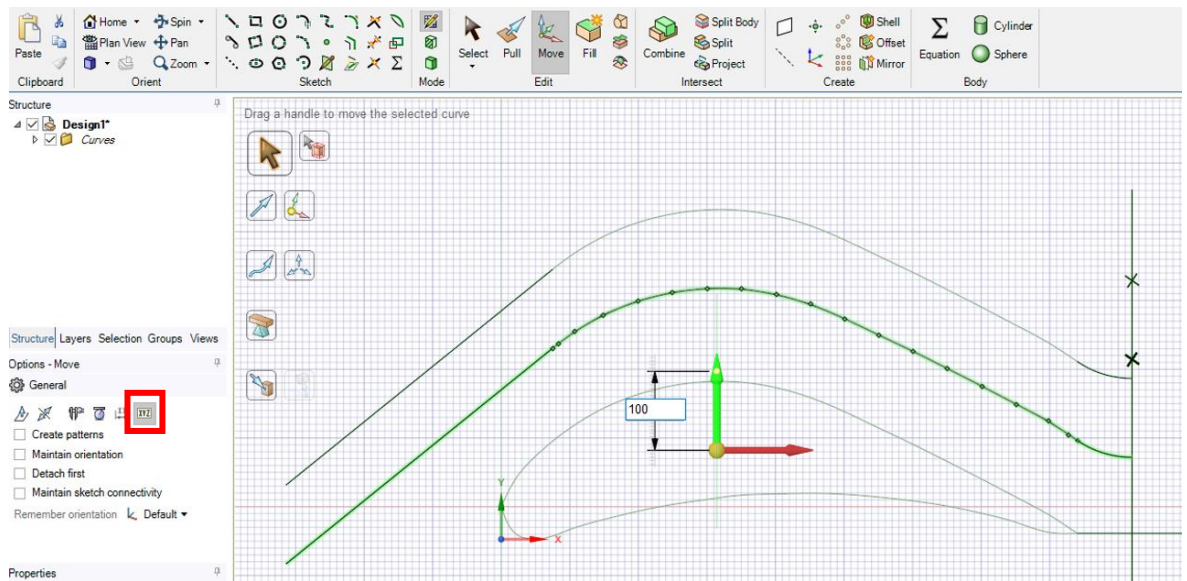 Home Spin
Plan View Pan
Paste
Zoom
Clipboard
Orient
Sketch
Mode
Select Pull Move Fill
Edit
Combine
Split Body
Split
Project
Intersect
Shell
Offset
Mirror
Create
Σ
Equation
Cylinder
Sphere
Body
Structure
Design1*
Curves
Drag a handle to move the selected curve
Structure Layers Selection Groups Views
Options - Move
General
XYZ
Create patterns
Maintain orientation
Detach first
Maintain sketch connectivity
Remember orientation Default
Properties
100
Y
X